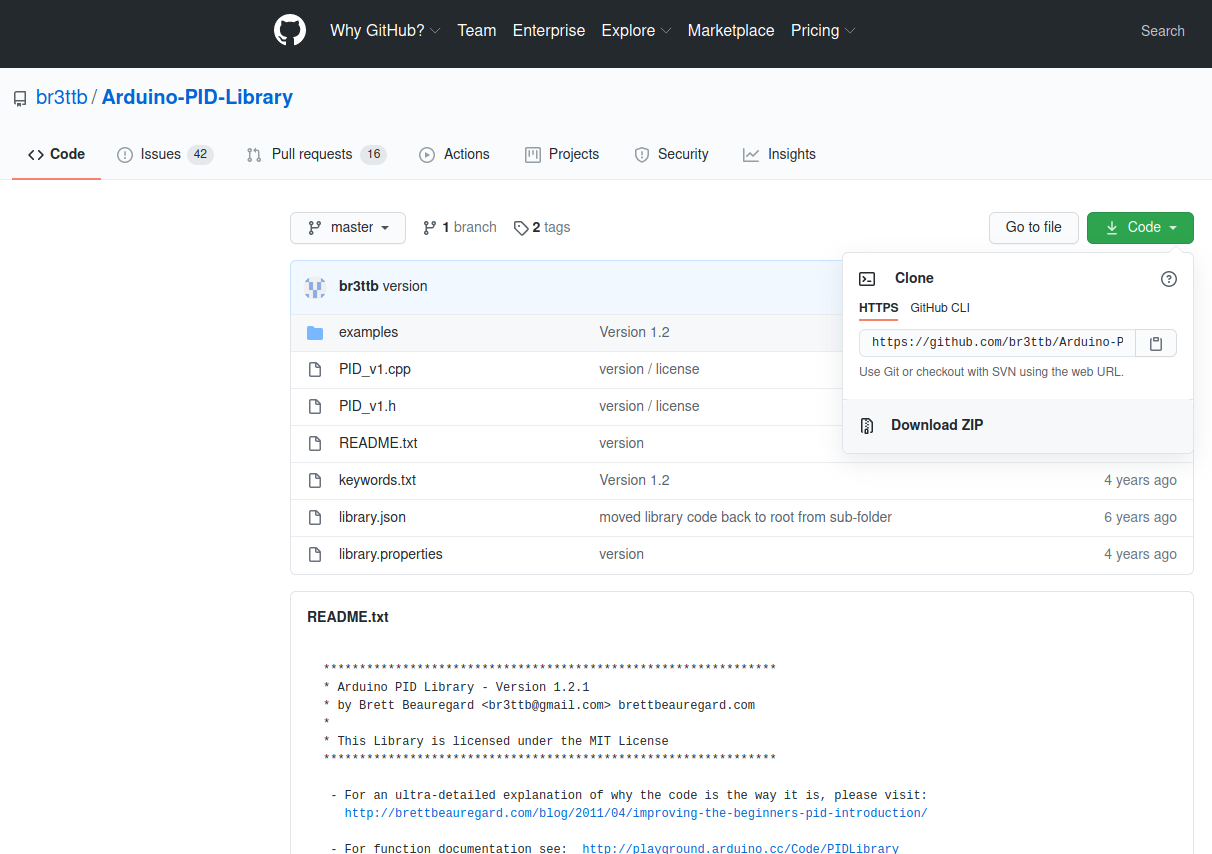 Why GitHub? Team Enterprise Explore Marketplace Pricing Search
br3ttb / Arduino-PID-Library
Code Issues 42 Pull requests 16 Actions Projects Security Insights
master 1 branch 2 tags Go to file Code
br3ttb version
Clone
HTTPS GitHub CLI
https://github.com/br3ttb/Arduino-P
Use Git or checkout with SVN using the web URL.
Download ZIP
examples Version 1.2
PID_v1.cpp version / license
PID_v1.h version / license
README.txt version
keywords.txt Version 1.2 4 years ago
library.json moved library code back to root from sub-folder 6 years ago
library.properties version 4 years ago
README.txt
***************************************************************
* Arduino PID Library - Version 1.2.1
* by Brett Beauregard <br3ttb@gmail.com> brettbeauregard.com
*
* This Library is licensed under the MIT License
***************************************************************
- For an ultra-detailed explanation of why the code is the way it is, please visit:
http://brettbeauregard.com/blog/2011/04/improving-the-beginners-pid-introduction/
- For function documentation see: http://playground.arduino.cc/Code/PIDLibrary